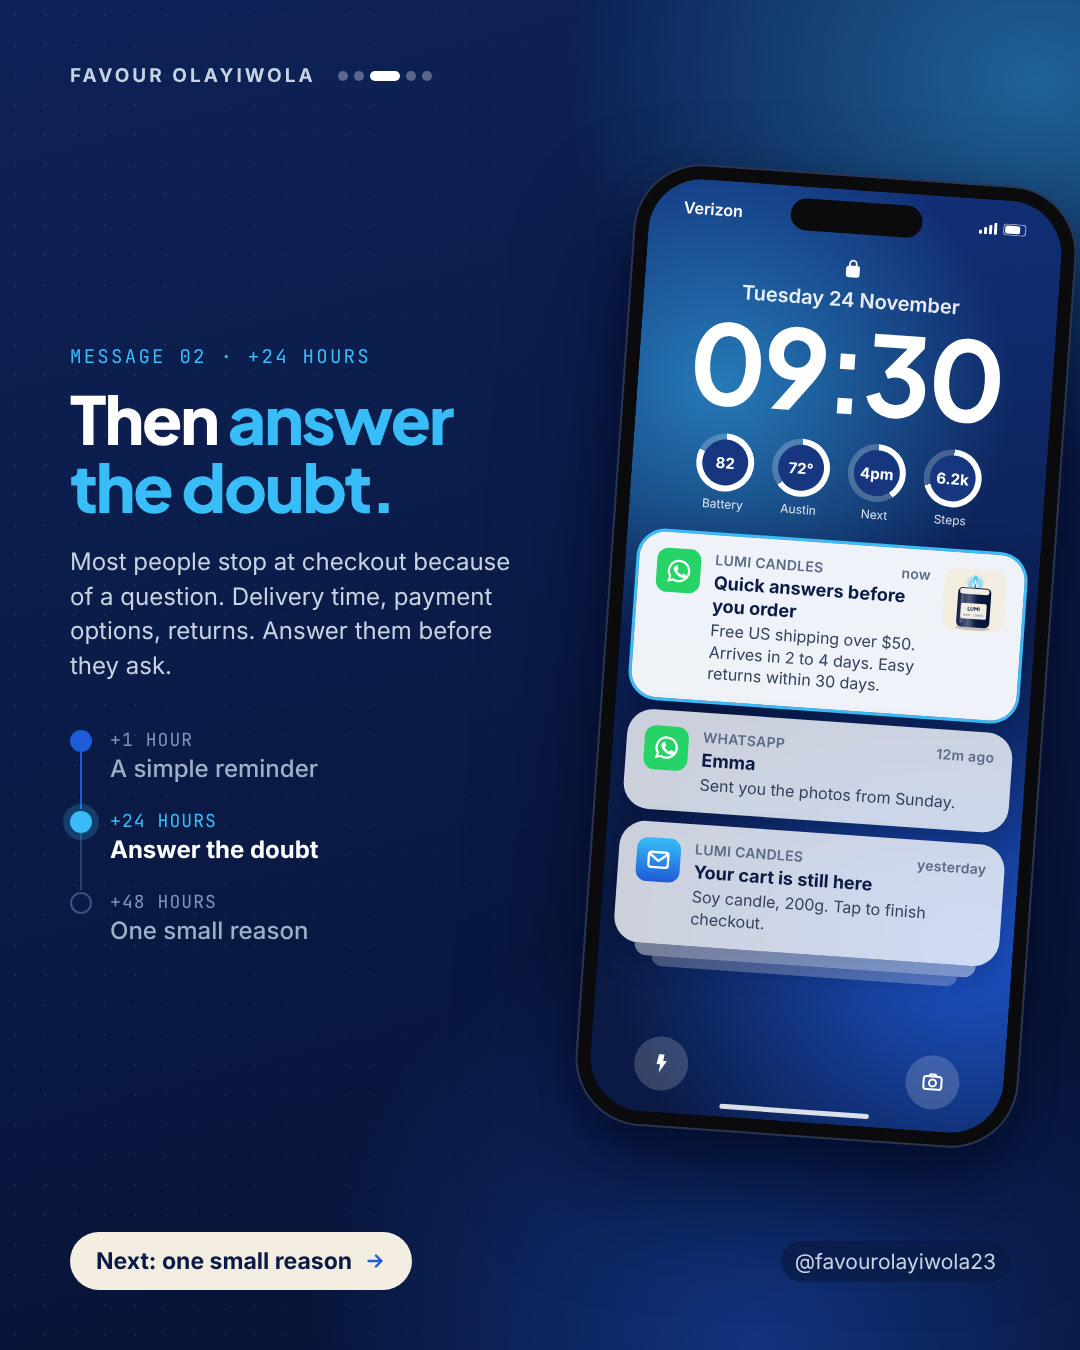 FAVOUR OLAYIWOLA
MESSAGE 02 · +24 HOURS
Then answer
the doubt.
Most people stop at checkout because
of a question. Delivery time, payment
options, returns. Answer them before
they ask.
+1 HOUR
A simple reminder
+24 HOURS
Answer the doubt
+48 HOURS
One small reason
Verizon
Tuesday 24 November
09:30
82
72°
4pm
6.2k
Battery
Austin
Next
Steps
LUMI CANDLES
now
Quick answers before
you order
Free US shipping over $50.
Arrives in 2 to 4 days. Easy
returns within 30 days.
LUMI
WHATSAPP
12m ago
Emma
Sent you the photos from Sunday.
LUMI CANDLES
yesterday
Your cart is still here
Soy candle, 200g. Tap to finish
checkout.
Next: one small reason →
@favourolayiwola23